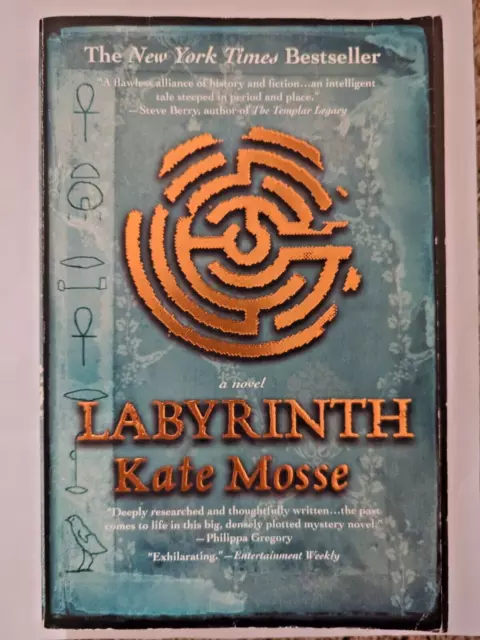 The New York Times Bestseller
"A flawless alliance of history and fiction...an intelligent
tale steeped in period and place."
—Steve Berry, author of The Templar Legacy
a novel
LABYRINTH
Kate Mosse
"Deeply researched and thoughtfully written...the past
comes to life in this big, densely plotted mystery novel."
—Philippa Gregory
"Exhilarating."—Entertainment Weekly